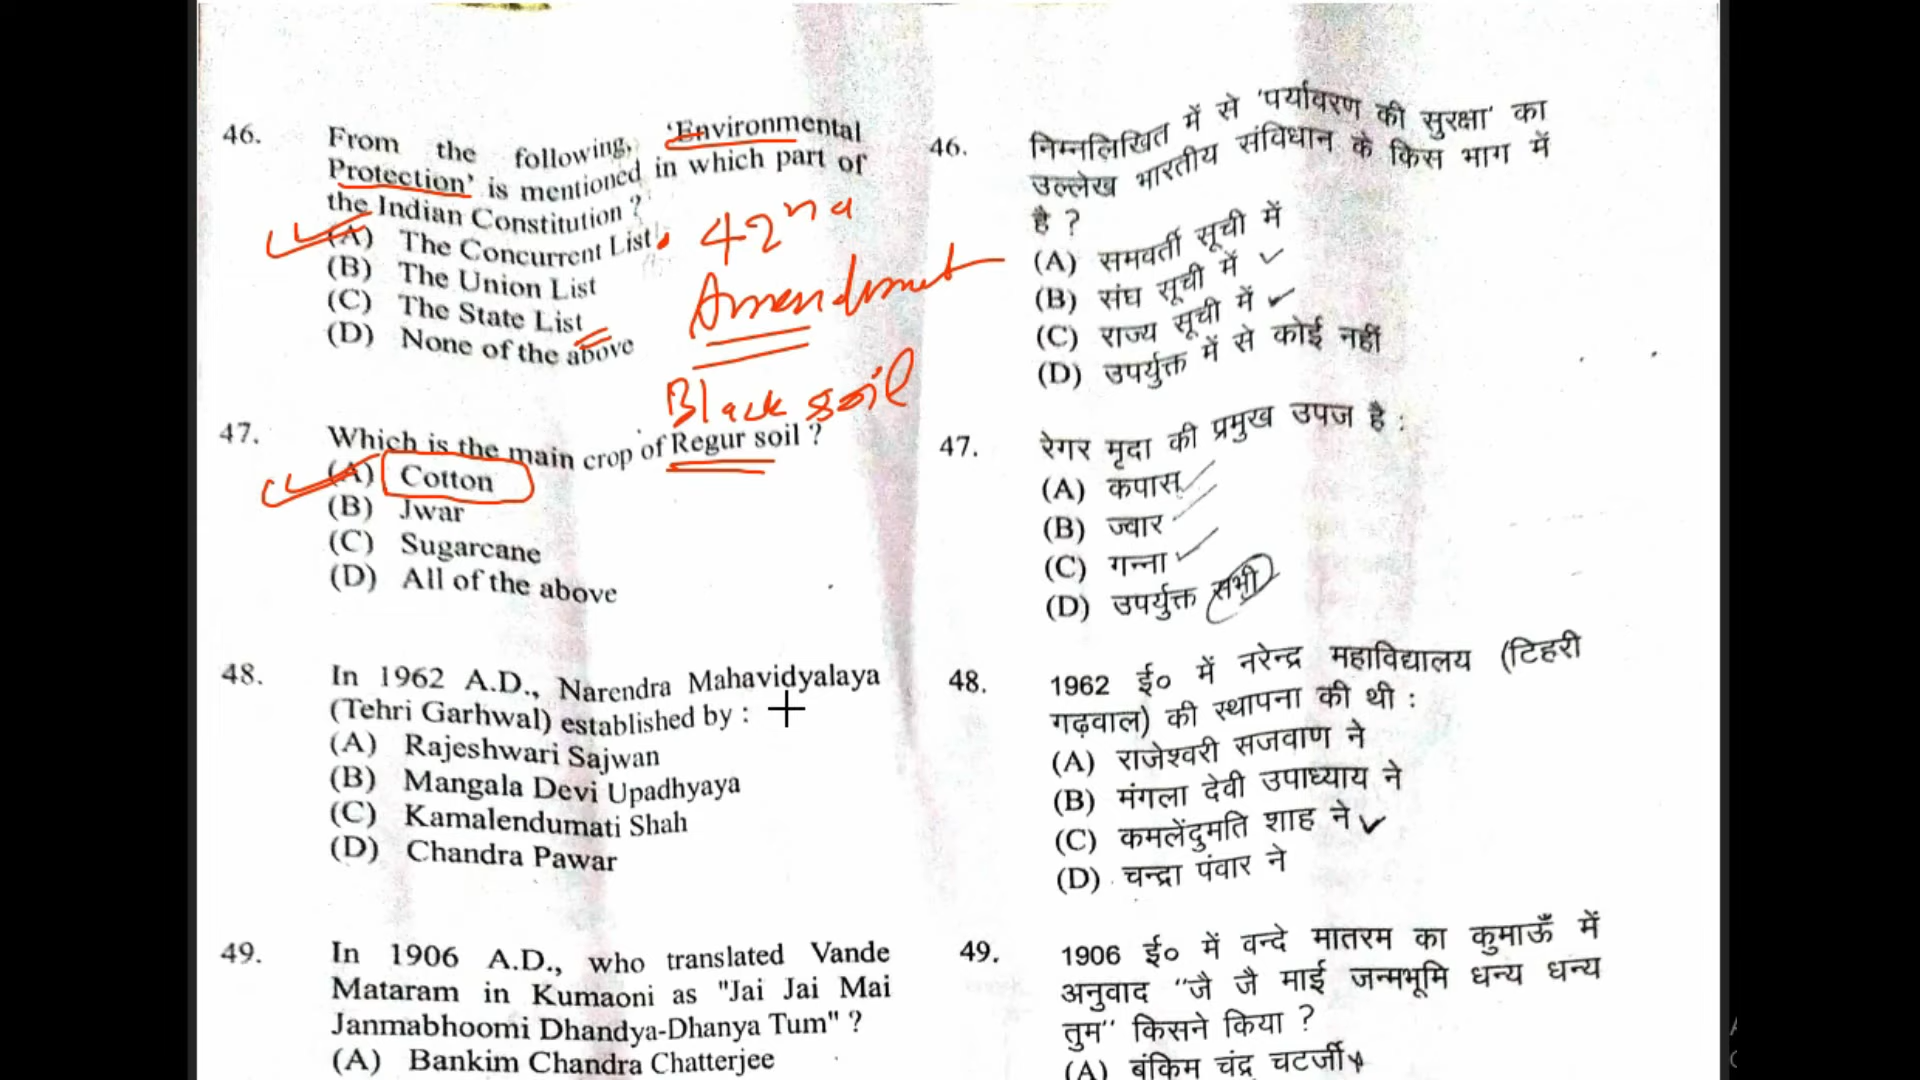 46. From the following, 'Environmental
Protection' is mentioned in which part of
the Indian Constitution ?
(A) The Concurrent List
(B) The Union List
(C) The State List
(D) None of the above
42nd
Amendment
Black soil
47. Which is the main crop of Regur soil ?
(A) Cotton
(B) Jwar
(C) Sugarcane
(D) All of the above
48. In 1962 A.D., Narendra Mahavidyalaya
(Tehri Garhwal) established by :
(A) Rajeshwari Sajwan
(B) Mangala Devi Upadhyaya
(C) Kamalendumati Shah
(D) Chandra Pawar
49. In 1906 A.D., who translated Vande
Mataram in Kumaoni as "Jai Jai Mai
Janmabhoomi Dhandya-Dhanya Tum" ?
(A) Bankim Chandra Chatterjee
46. निम्नलिखित में से 'पर्यावरण की सुरक्षा' का
उल्लेख भारतीय संविधान के किस भाग में
है ?
(A) समवर्ती सूची में
(B) संघ सूची में
(C) राज्य सूची में
(D) उपर्युक्त में से कोई नहीं
47. रेगर मृदा की प्रमुख उपज है :
(A) कपास
(B) ज्वार
(C) गन्ना
(D) उपर्युक्त सभी
48. 1962 ई० में नरेन्द्र महाविद्यालय (टिहरी
गढ़वाल) की स्थापना की थी :
(A) राजेश्वरी सजवाण ने
(B) मंगला देवी उपाध्याय ने
(C) कमलेंदुमति शाह ने
(D) चन्द्रा पंवार ने
49. 1906 ई० में वन्दे मातरम का कुमाऊँ में
अनुवाद "जै जै माई जन्मभूमि धन्य धन्य
तुम" किसने किया ?
(A) बंकिम चंद्र चटर्जी